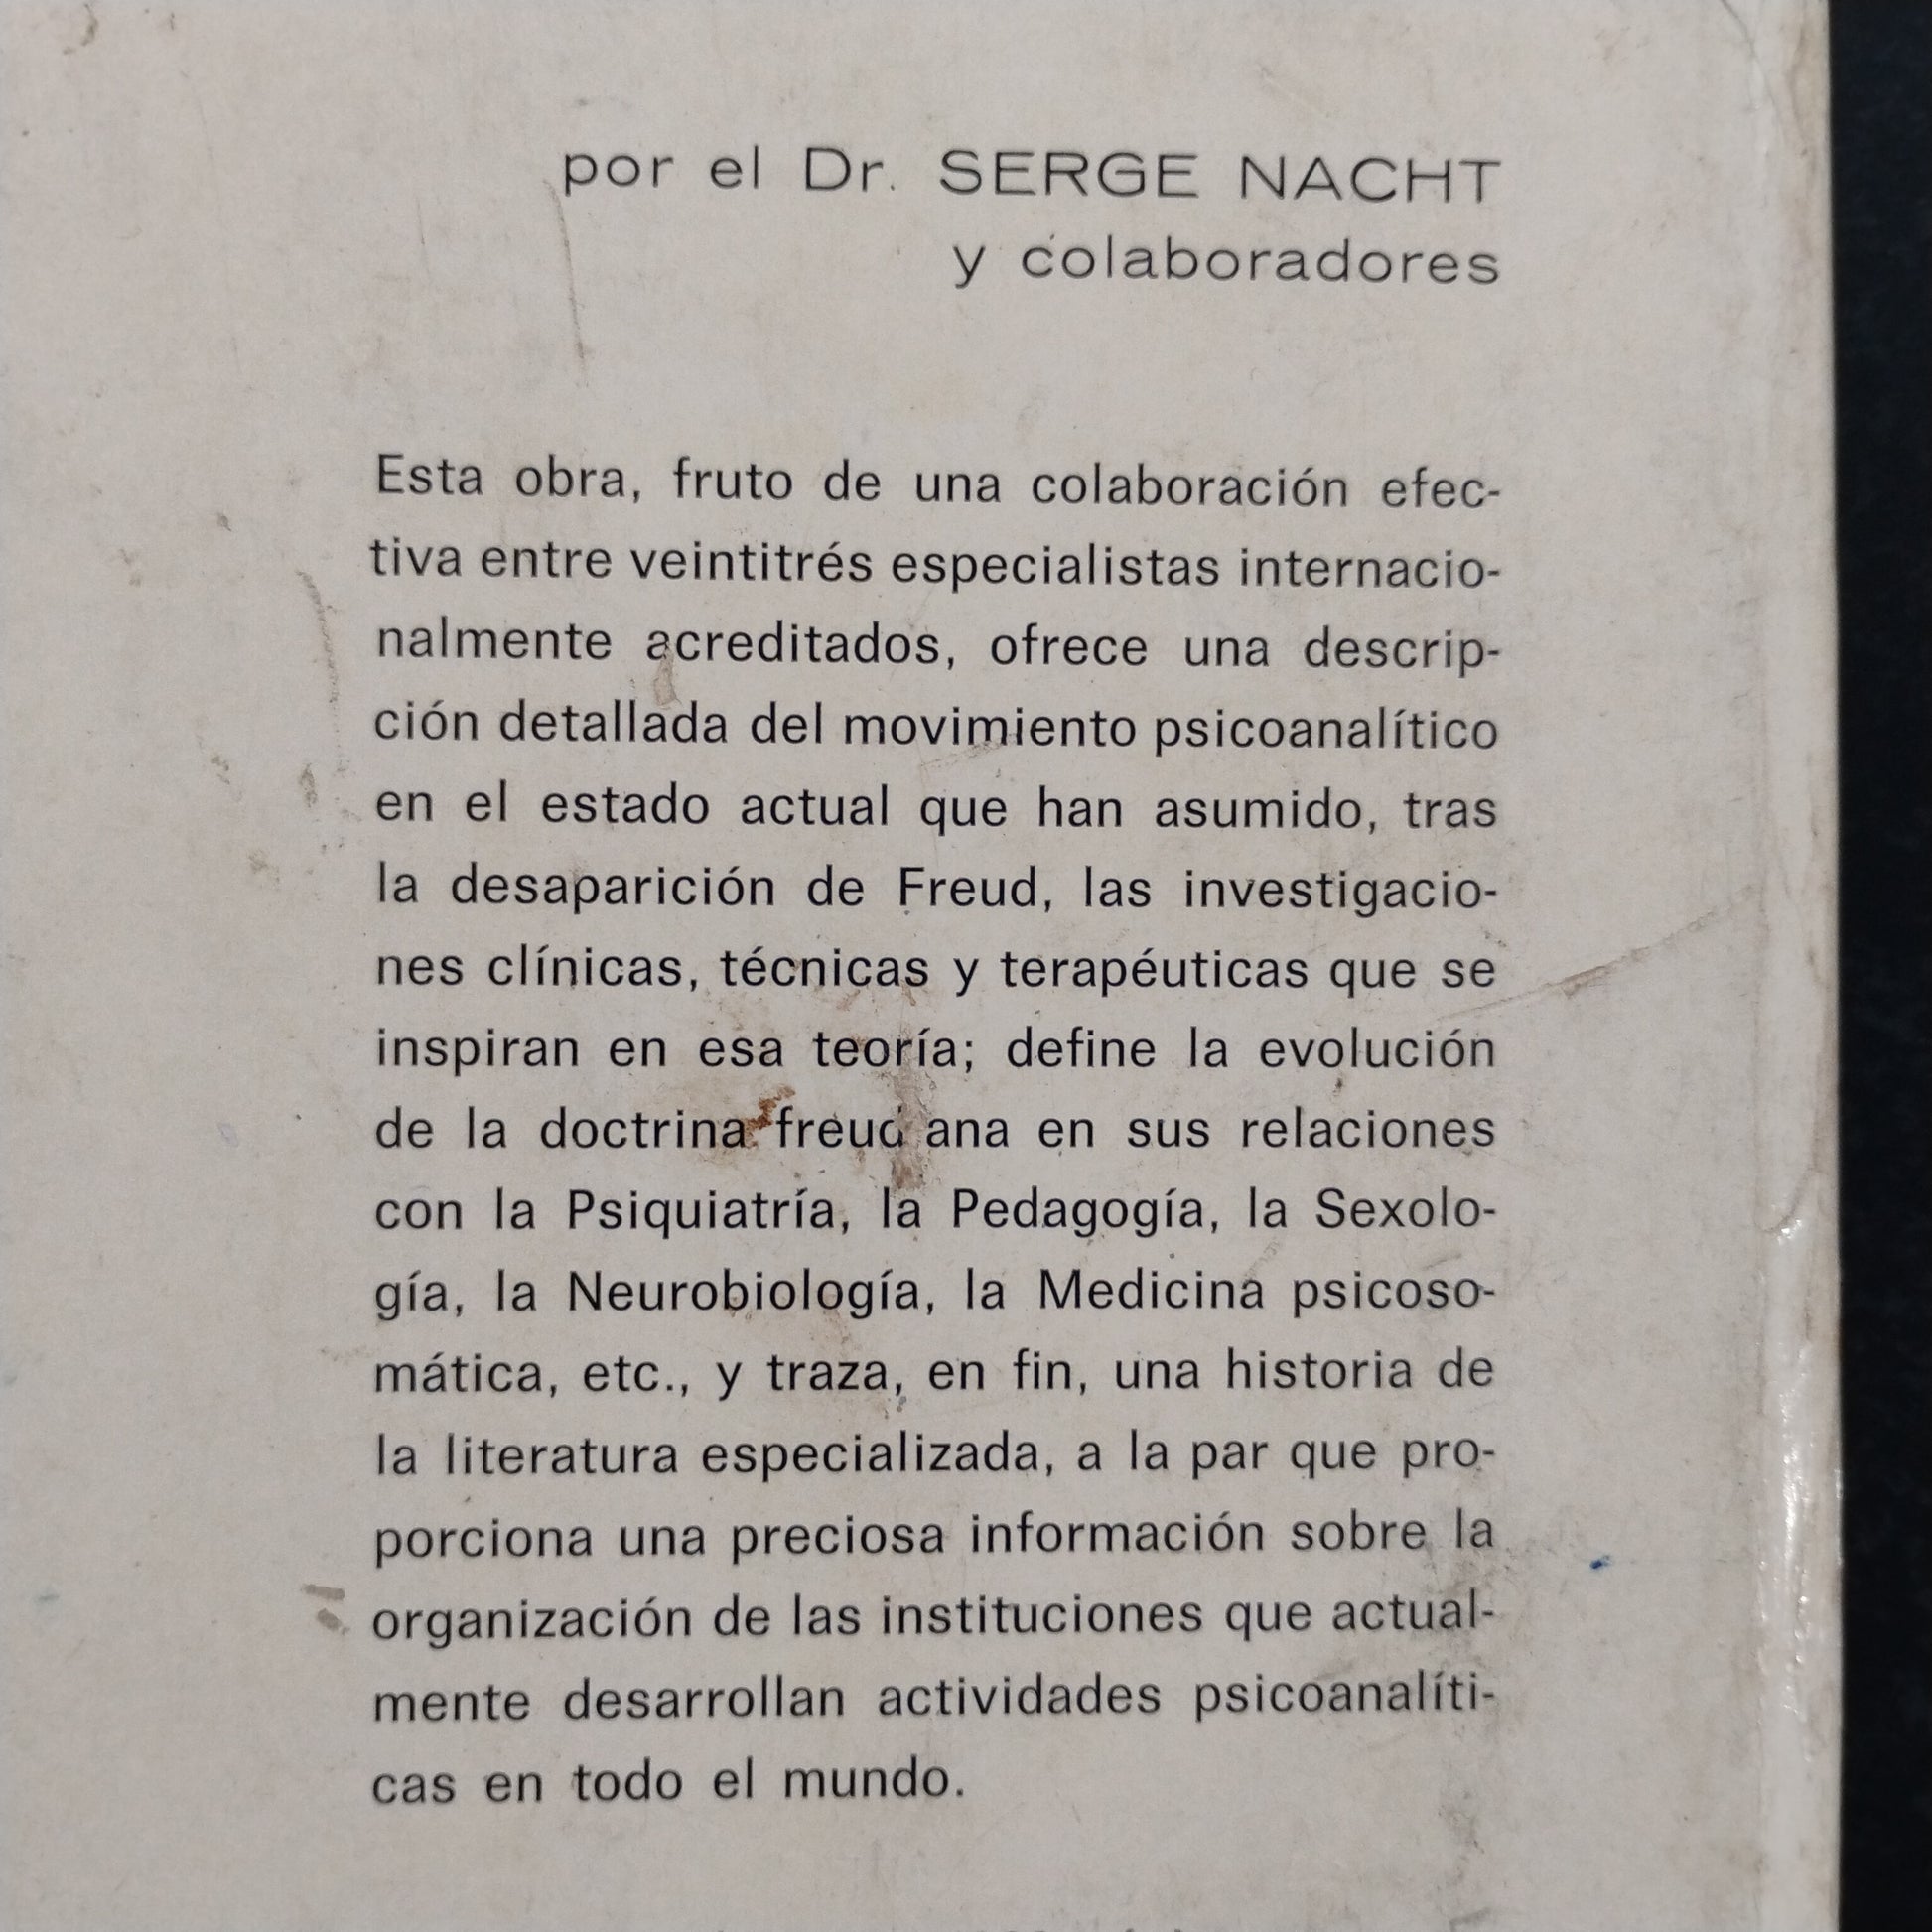 por el Dr. SERGE NACHT
y colaboradores
Esta obra, fruto de una colaboración efec-
tiva entre veintitrés especialistas internacio-
nalmente acreditados, ofrece una descrip-
ción detallada del movimiento psicoanalítico
en el estado actual que han asumido, tras
la desaparición de Freud, las investigacio-
nes clínicas, técnicas y terapéuticas que se
inspiran en esa teoría; define la evolución
de la doctrina freudiana en sus relaciones
con la Psiquiatría, la Pedagogía, la Sexolo-
gía, la Neurobiología, la Medicina psicoso-
mática, etc., y traza, en fin, una historia de
la literatura especializada, a la par que pro-
porciona una preciosa información sobre la
organización de las instituciones que actual-
mente desarrollan actividades psicoanalíti-
cas en todo el mundo.